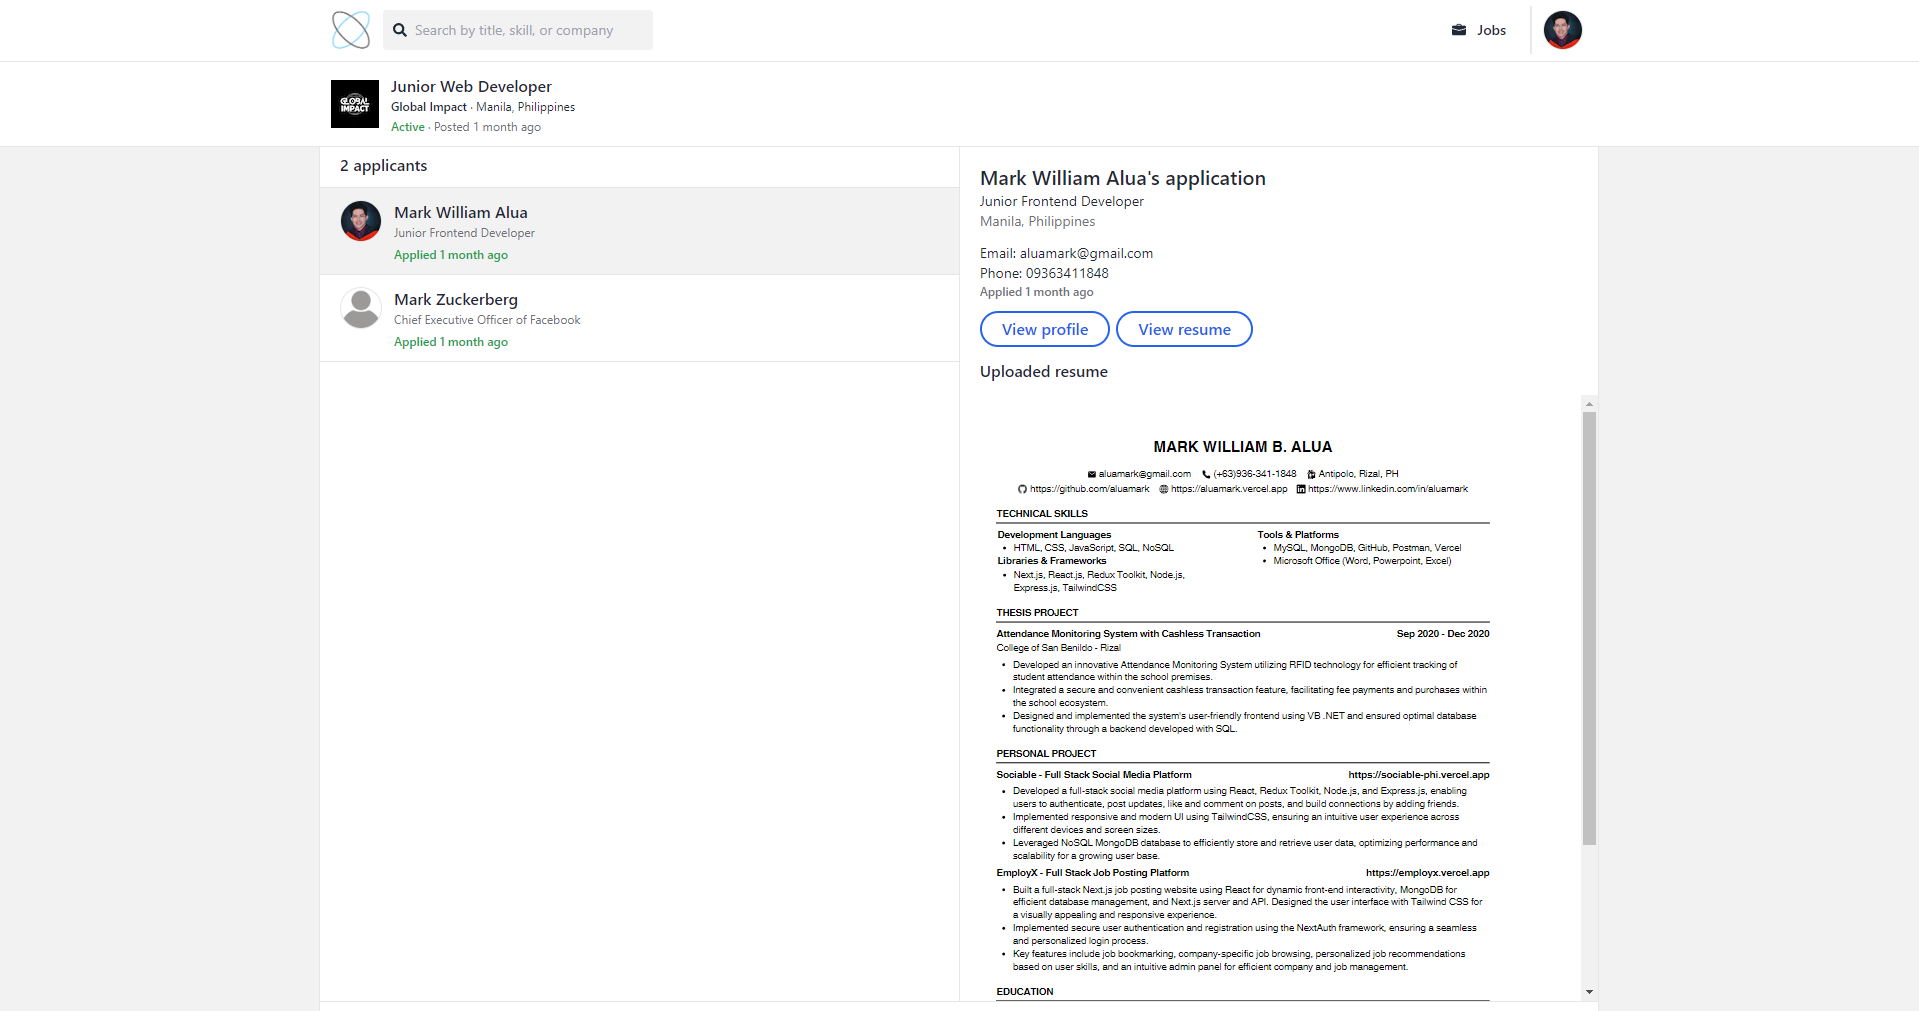 Search by title, skill, or company
Jobs
GLOBAL
IMPACT
Junior Web Developer
Global Impact · Manila, Philippines
Active · Posted 1 month ago
2 applicants
Mark William Alua
Junior Frontend Developer
Applied 1 month ago
Mark Zuckerberg
Chief Executive Officer of Facebook
Applied 1 month ago
Mark William Alua's application
Junior Frontend Developer
Manila, Philippines
Email: aluamark@gmail.com
Phone: 09363411848
Applied 1 month ago
View profile View resume
Uploaded resume
MARK WILLIAM B. ALUA
aluamark@gmail.com (+63)936-341-1848 Antipolo, Rizal, PH
https://github.com/aluamark https://aluamark.vercel.app https://www.linkedin.com/in/aluamark
TECHNICAL SKILLS
Development Languages
• HTML, CSS, JavaScript, SQL, NoSQL
Libraries & Frameworks
• Next.js, React.js, Redux Toolkit, Node.js,
Express.js, TailwindCSS
Tools & Platforms
• MySQL, MongoDB, GitHub, Postman, Vercel
• Microsoft Office (Word, Powerpoint, Excel)
THESIS PROJECT
Attendance Monitoring System with Cashless Transaction Sep 2020 - Dec 2020
College of San Benildo - Rizal
• Developed an innovative Attendance Monitoring System utilizing RFID technology for efficient tracking of
student attendance within the school premises.
• Integrated a secure and convenient cashless transaction feature, facilitating fee payments and purchases within
the school ecosystem.
• Designed and implemented the system's user-friendly frontend using VB .NET and ensured optimal database
functionality through a backend developed with SQL.
PERSONAL PROJECT
Sociable - Full Stack Social Media Platform https://sociable-phi.vercel.app
• Developed a full-stack social media platform using React, Redux Toolkit, Node.js, and Express.js, enabling
users to authenticate, post updates, like and comment on posts, and build connections by adding friends.
• Implemented responsive and modern UI using TailwindCSS, ensuring an intuitive user experience across
different devices and screen sizes.
• Leveraged NoSQL MongoDB database to efficiently store and retrieve user data, optimizing performance and
scalability for a growing user base.
EmployX - Full Stack Job Posting Platform https://employx.vercel.app
• Built a full-stack Next.js job posting website using React for dynamic front-end interactivity, MongoDB for
efficient database management, and Next.js server and API. Designed the user interface with Tailwind CSS for
a visually appealing and responsive experience.
• Implemented secure user authentication and registration using the NextAuth framework, ensuring a seamless
and personalized login process.
• Key features include job bookmarking, company-specific job browsing, personalized job recommendations
based on user skills, and an intuitive admin panel for efficient company and job management.
EDUCATION